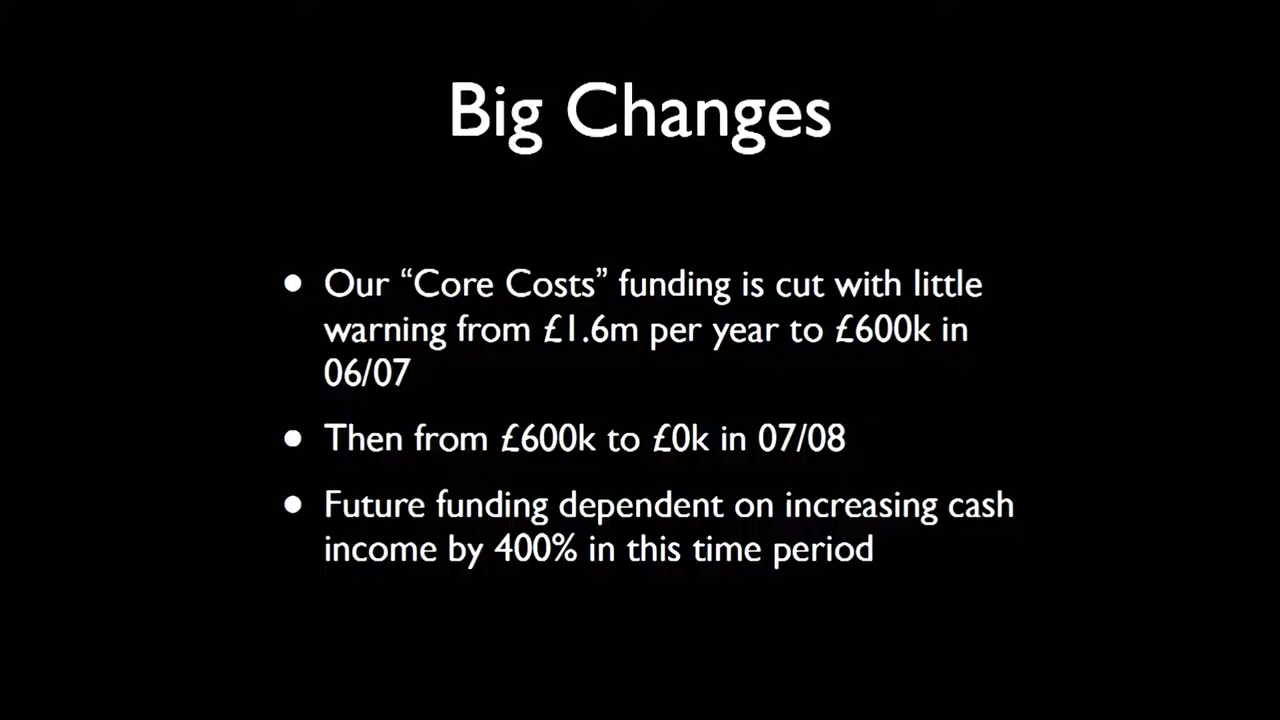 Big Changes
• Our “Core Costs” funding is cut with little
warning from £1.6m per year to £600k in
06/07
• Then from £600k to £0k in 07/08
• Future funding dependent on increasing cash
income by 400% in this time period